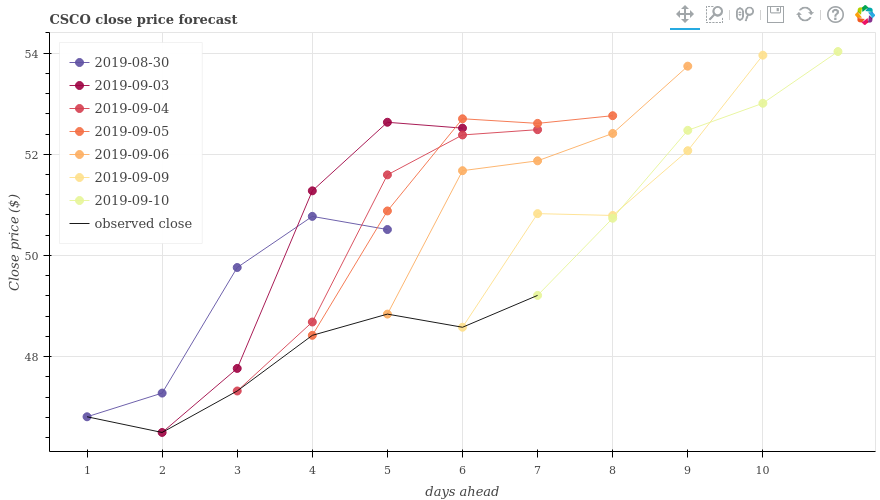 CSCO close price forecast
54
52
50
48
Close price ($)
2019-08-30
2019-09-03
2019-09-04
2019-09-05
2019-09-06
2019-09-09
2019-09-10
observed close
1 2 3 4 5 6 7 8 9 10
days ahead